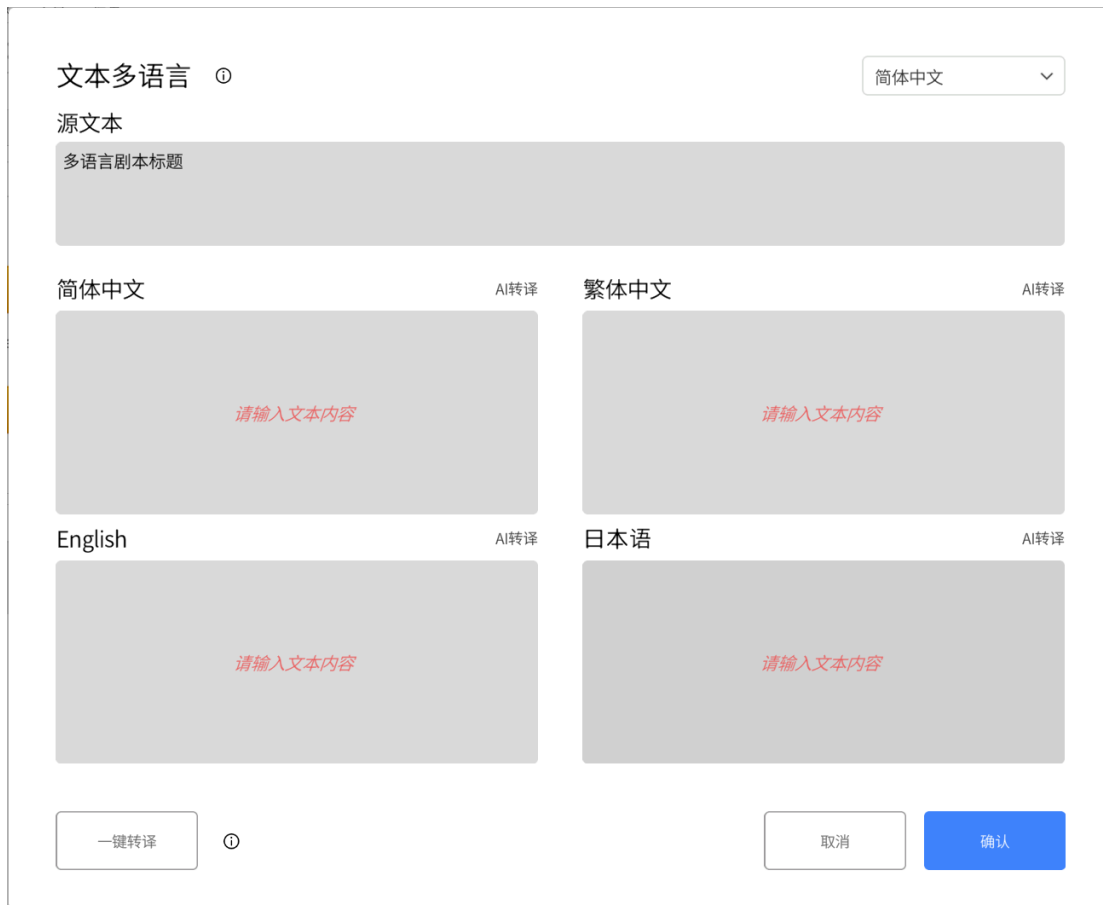 文本多语言
简体中文
源文本
多语言剧本标题
简体中文 AI转译 繁体中文 AI转译
请输入文本内容 请输入文本内容
English AI转译 日本语 AI转译
请输入文本内容 请输入文本内容
一键转译 取消 确认